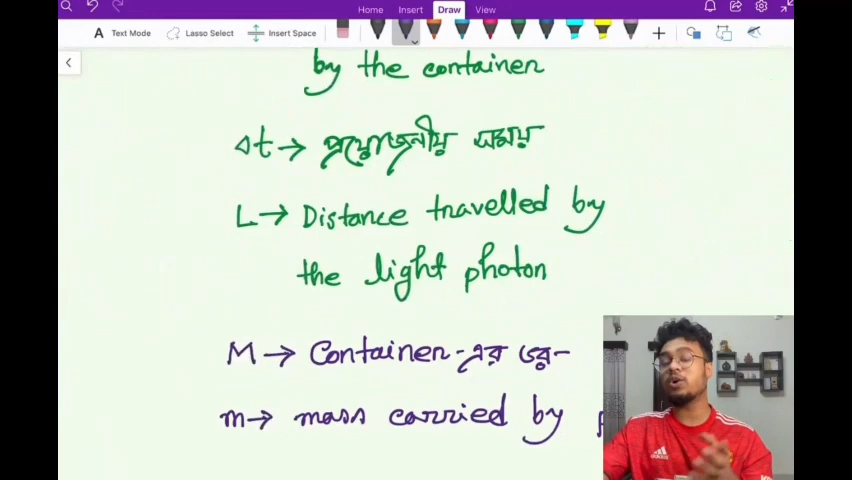 Home Insert Draw View
A Text Mode Lasso Select Insert Space
by the container
Δt → প্রয়োজনীয় সময়
L → Distance travelled by
the light photon
M → Container-এর ভর-
m → mass carried by
adidas